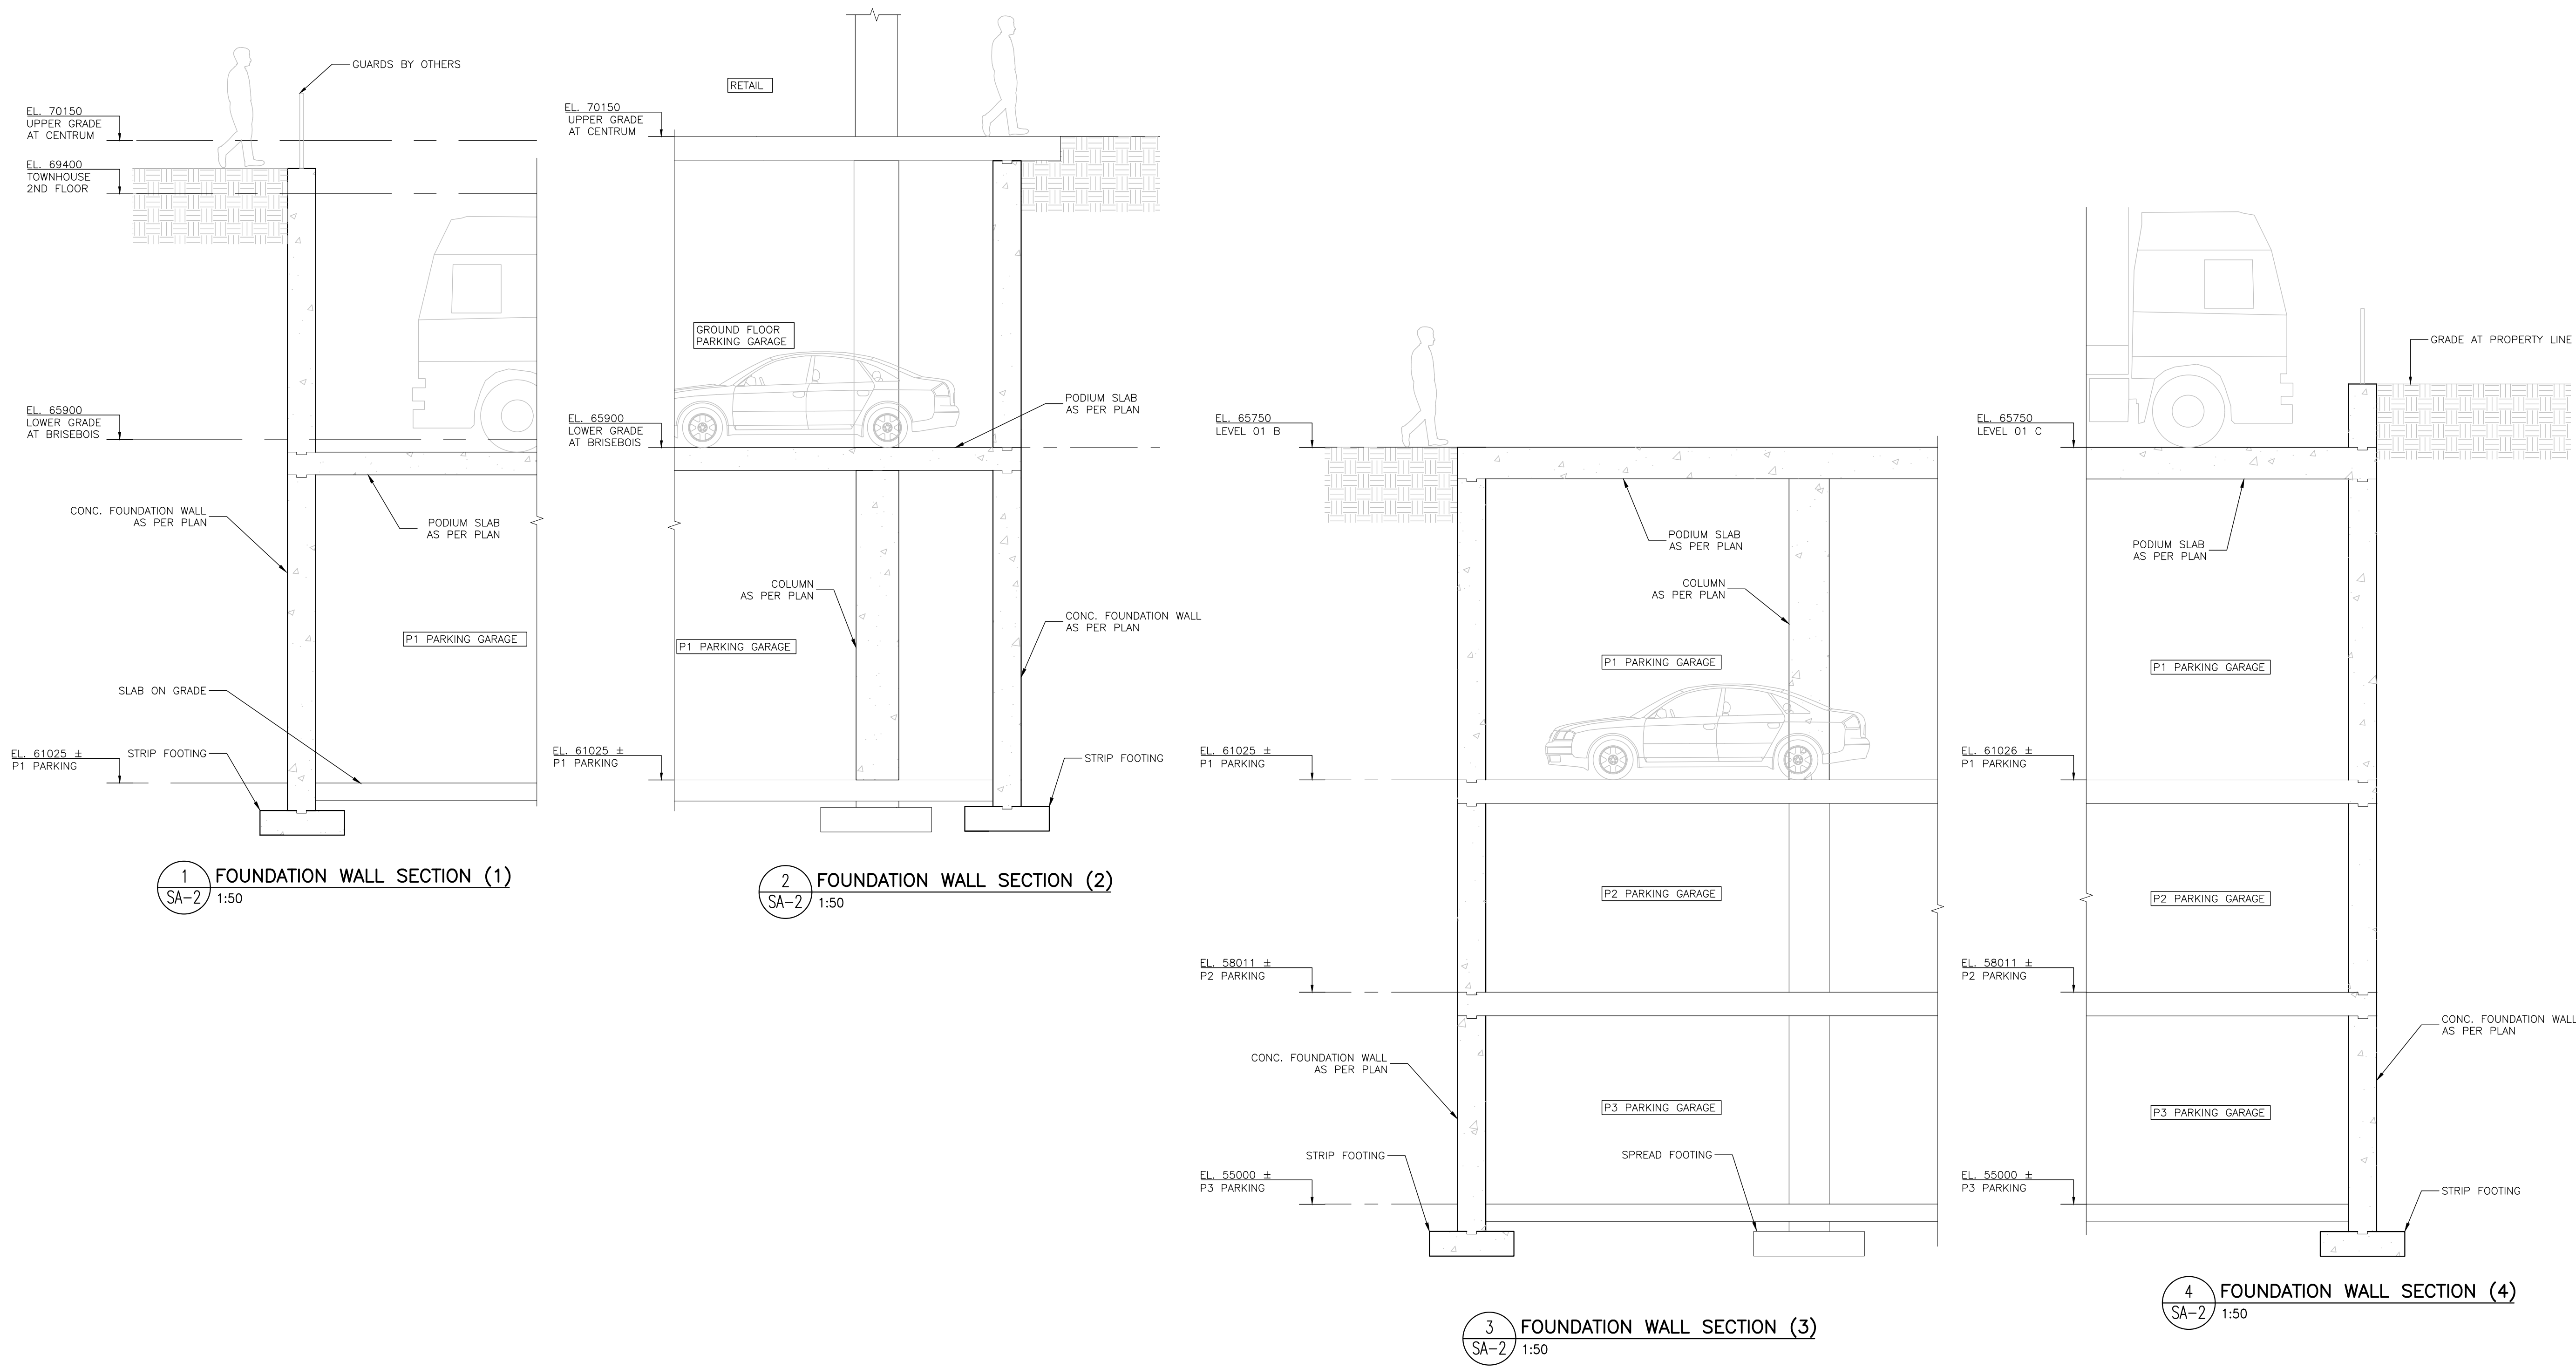 GUARDS BY OTHERS
EL. 70150
UPPER GRADE
AT CENTRUM
EL. 69400
TOWNHOUSE
2ND FLOOR
EL. 65900
LOWER GRADE
AT BRISEBOIS
CONC. FOUNDATION WALL
AS PER PLAN
PODIUM SLAB
AS PER PLAN
P1 PARKING GARAGE
SLAB ON GRADE
EL. 61025 ±
P1 PARKING
STRIP FOOTING
1
SA-2
FOUNDATION WALL SECTION (1)
1:50
RETAIL
EL. 70150
UPPER GRADE
AT CENTRUM
GROUND FLOOR
PARKING GARAGE
PODIUM SLAB
AS PER PLAN
EL. 65900
LOWER GRADE
AT BRISEBOIS
COLUMN
AS PER PLAN
CONC. FOUNDATION WALL
AS PER PLAN
P1 PARKING GARAGE
EL. 61025 ±
P1 PARKING
STRIP FOOTING
2
SA-2
FOUNDATION WALL SECTION (2)
1:50
EL. 65750
LEVEL 01 B
PODIUM SLAB
AS PER PLAN
COLUMN
AS PER PLAN
P1 PARKING GARAGE
EL. 61025 ±
P1 PARKING
P2 PARKING GARAGE
EL. 58011 ±
P2 PARKING
CONC. FOUNDATION WALL
AS PER PLAN
P3 PARKING GARAGE
STRIP FOOTING
SPREAD FOOTING
EL. 55000 ±
P3 PARKING
3
SA-2
FOUNDATION WALL SECTION (3)
1:50
GRADE AT PROPERTY LINE
EL. 65750
LEVEL 01 C
PODIUM SLAB
AS PER PLAN
P1 PARKING GARAGE
EL. 61026 ±
P1 PARKING
P2 PARKING GARAGE
EL. 58011 ±
P2 PARKING
CONC. FOUNDATION WALL
AS PER PLAN
P3 PARKING GARAGE
EL. 55000 ±
P3 PARKING
STRIP FOOTING
4
SA-2
FOUNDATION WALL SECTION (4)
1:50